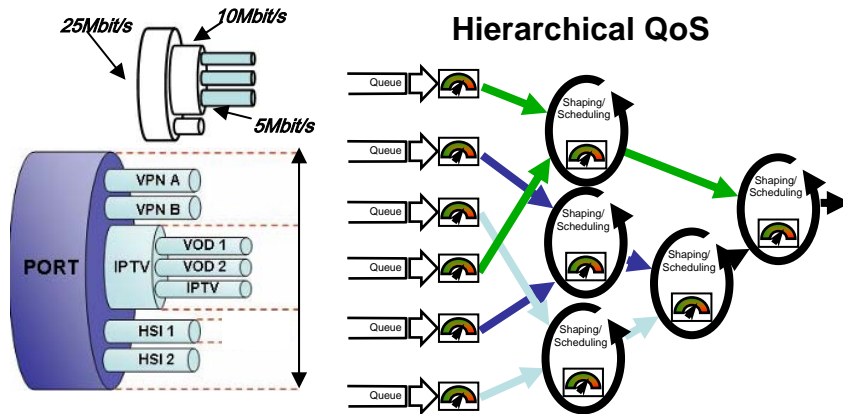 Hierarchical QoS
10Mbit/s
25Mbit/s
5Mbit/s
VPN A
VPN B
PORT
IPTV
VOD 1
VOD 2
IPTV
HSI 1
HSI 2
Queue
Queue
Queue
Queue
Queue
Queue
Shaping/
Scheduling
Shaping/
Scheduling
Shaping/
Scheduling
Shaping/
Scheduling
Shaping/
Scheduling